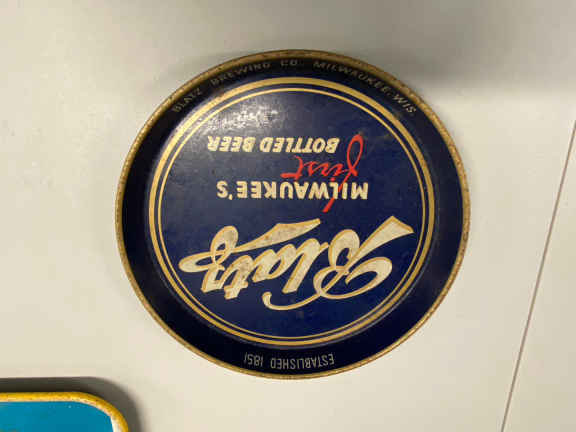 ESTABLISHED 1851
Blatz
MILWAUKEE'S
first
BOTTLED BEER
BLATZ BREWING CO. MILWAUKEE, WIS